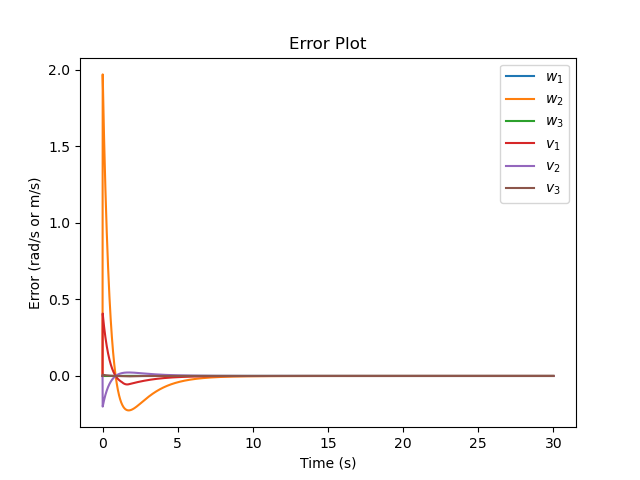 Error Plot
2.0
1.5
1.0
0.5
0.0
Error (rad/s or m/s)
w₁
w₂
w₃
v₁
v₂
v₃
0 5 10 15 20 25 30
Time (s)